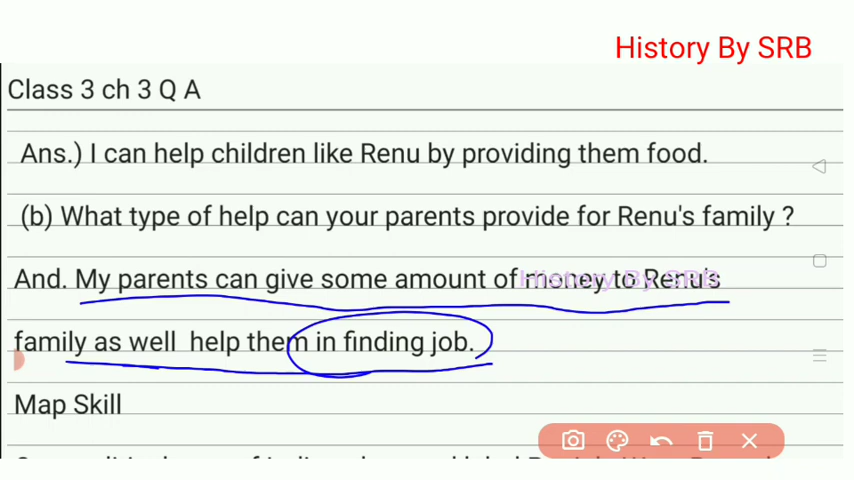 History By SRB
Class 3 ch 3 Q A
Ans.) I can help children like Renu by providing them food.
(b) What type of help can your parents provide for Renu's family ?
And. My parents can give some amount of money to Renu's
History By SRB
family as well help them in finding job.
Map Skill